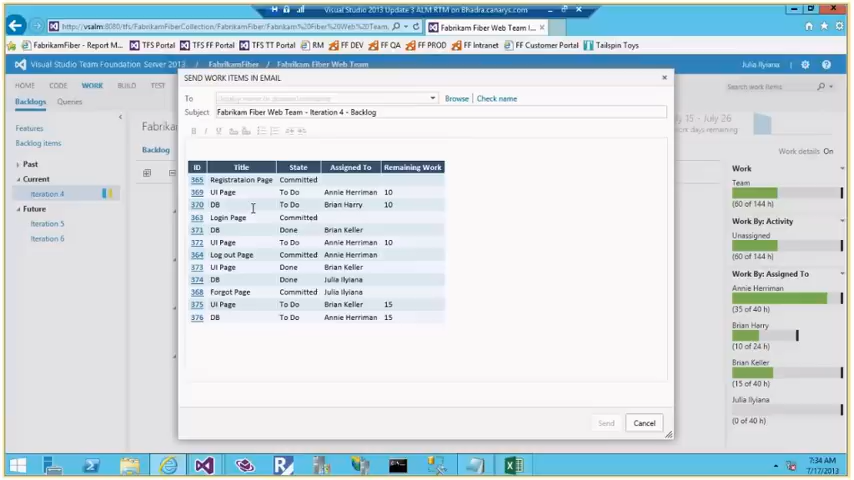 Visual Studio 2013 Update 3 ALM RTM on Bhadra.canarys.com
http://vsalm:8080/tfs/FabrikamFiberCollection/FabrikamFiber/Fabrikam%20Fiber%20Web%20Team.
Fabrikam Fiber Web Team I...
FabrikamFiber - Report M... TFS Portal TFS FF Portal TFS TT Portal RM FF DEV FF QA FF PROD FF Intranet FF Customer Portal Tailspin Toys
Visual Studio Team Foundation Server 2013 FabrikamFiber / Fabrikam Fiber Web Team Julia Ilyiana
HOME CODE WORK BUILD TEST Search work items
Backlogs Queries
Features
Backlog items
Past
Current
Iteration 4
Future
Iteration 5
Iteration 6
Fabrika
Backlog
SEND WORK ITEMS IN EMAIL
To Browse Check name
Subject Fabrikam Fiber Web Team - Iteration 4 - Backlog
B I U
ID Title State Assigned To Remaining Work
365 Registrataion Page Committed
369 UI Page To Do Annie Herriman 10
370 DB To Do Brian Harry 10
363 Login Page Committed
371 DB Done Brian Keller
372 UI Page To Do Annie Herriman 10
364 Log out Page Committed Annie Herriman
373 UI Page Done Brian Keller
374 DB Done Julia Ilyiana
368 Forgot Page Committed Julia Ilyiana
375 UI Page To Do Brian Keller 15
376 DB To Do Annie Herriman 15
Send Cancel
15 - July 26
days remaining
Work details On
Work
Team
(60 of 144 h)
Work By: Activity
Unassigned
(60 of 144 h)
Work By: Assigned To
Annie Herriman
(35 of 40 h)
Brian Harry
(10 of 24 h)
Brian Keller
(15 of 40 h)
Julia Ilyiana
(0 of 40 h)
7:34 AM
7/17/2013